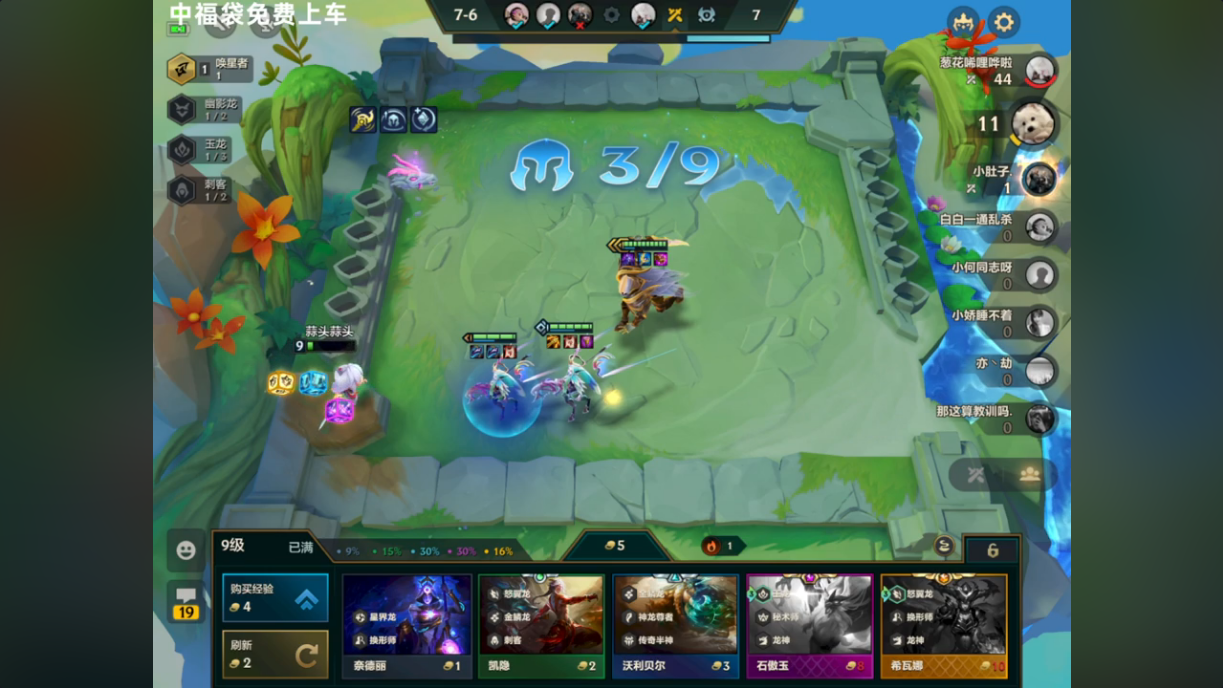 中福袋免费上车
7-6
7
1
唤星者
1
幽影龙
1/2
玉龙
1/3
刺客
1/2
3/9
葱花唏哩哗啦
44
11
小肚子.
1
白白一通乱杀
0
小何同志呀
0
小娇睡不着
0
亦丶劫
0
那这算教训吗.
0
蒜头蒜头
9
9级
已满
9%
15%
30%
30%
16%
5
1
6
购买经验
4
刷新
2
19
星界龙
换形师
奈德丽
1
怒翼龙
金鳞龙
刺客
凯隐
2
金鳞龙
神龙尊者
传奇半神
沃利贝尔
3
秘术师
龙神
石傲玉
8
怒翼龙
换形师
龙神
希瓦娜
10